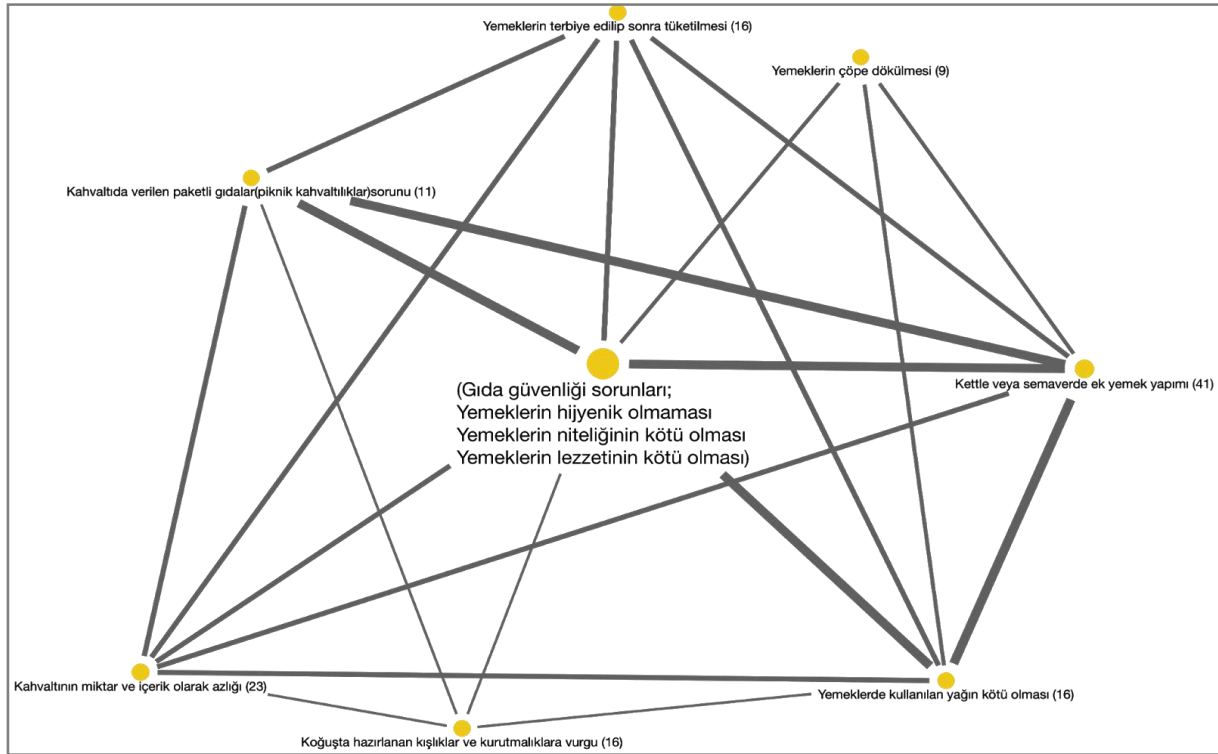 Yemeklerin terbiye edilip sonra tüketilmesi (16)
Yemeklerin çöpe dökülmesi (9)
Kahvaltıda verilen paketli gıdalar(piknik kahvaltılıklar)sorunu (11)
Kettle veya semaverde ek yemek yapımı (41)
(Gıda güvenliği sorunları;
Yemeklerin hijyenik olmaması
Yemeklerin niteliğinin kötü olması
Yemeklerin lezzetinin kötü olması)
Kahvaltının miktar ve içerik olarak azlığı (23)
Yemeklerde kullanılan yağın kötü olması (16)
Koğuşta hazırlanan kışlıklar ve kurutmalıklara vurgu (16)